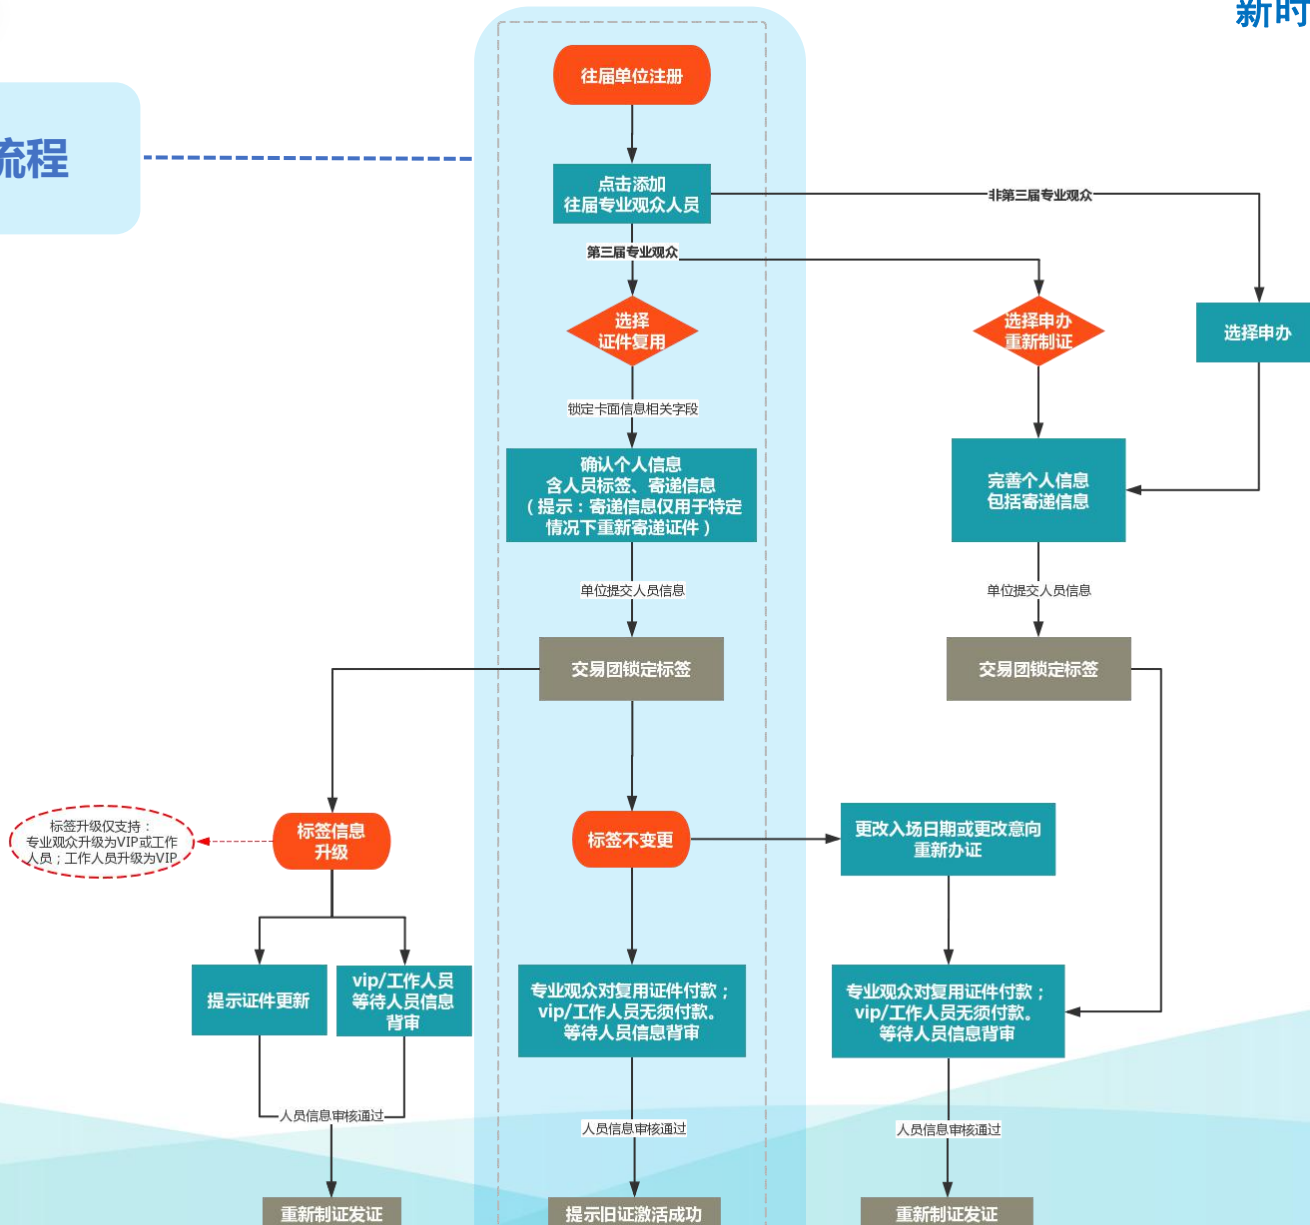 新时
往届单位注册
流程
点击添加
往届专业观众人员
非第三届专业观众
第三届专业观众
选择
证件复用
选择申办
重新制证
选择申办
锁定卡面信息相关字段
确认个人信息
含人员标签、寄递信息
（提示：寄递信息仅用于特定
情况下重新寄递证件）
完善个人信息
包括寄递信息
单位提交人员信息
单位提交人员信息
交易团锁定标签
交易团锁定标签
标签升级仅支持：
专业观众升级为VIP或工作
人员；工作人员升级为VIP
标签信息
升级
标签不变更
更改入场日期或更改意向
重新办证
提示证件更新
vip/工作人员
等待人员信息
背审
专业观众对复用证件付款；
vip/工作人员无须付款。
等待人员信息背审
专业观众对复用证件付款；
vip/工作人员无须付款。
等待人员信息背审
人员信息审核通过
人员信息审核通过
人员信息审核通过
重新制证发证
提示旧证激活成功
重新制证发证